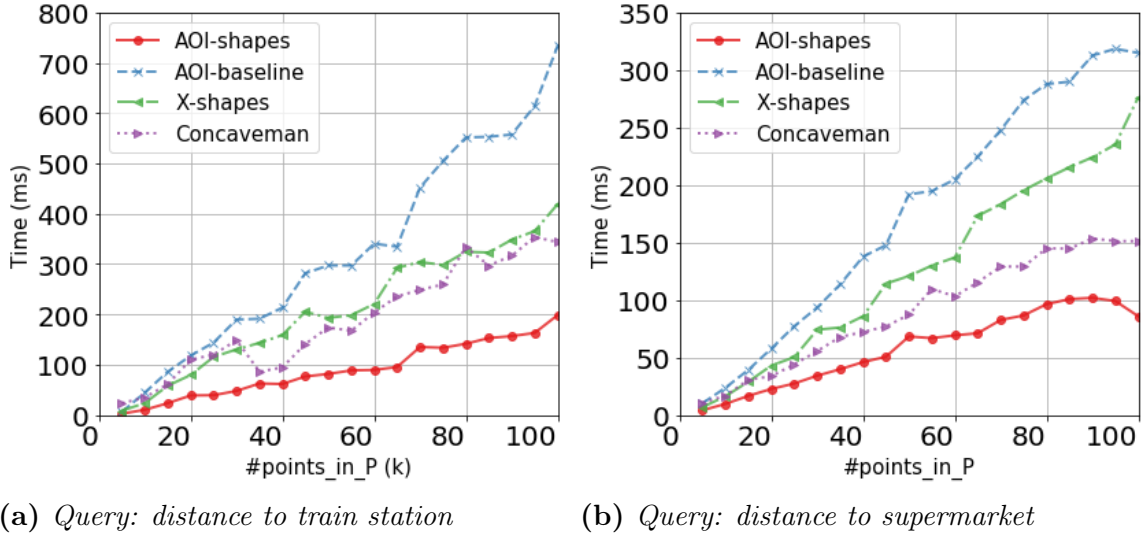 800
700
600
500
400
300
200
100
0
Time (ms)
AOI-shapes
AOI-baseline
X-shapes
Concaveman
0 20 40 60 80 100
#points_in_P (k)
(a) Query: distance to train station
350
300
250
200
150
100
50
0
Time (ms)
AOI-shapes
AOI-baseline
X-shapes
Concaveman
0 20 40 60 80 100
#points_in_P
(b) Query: distance to supermarket